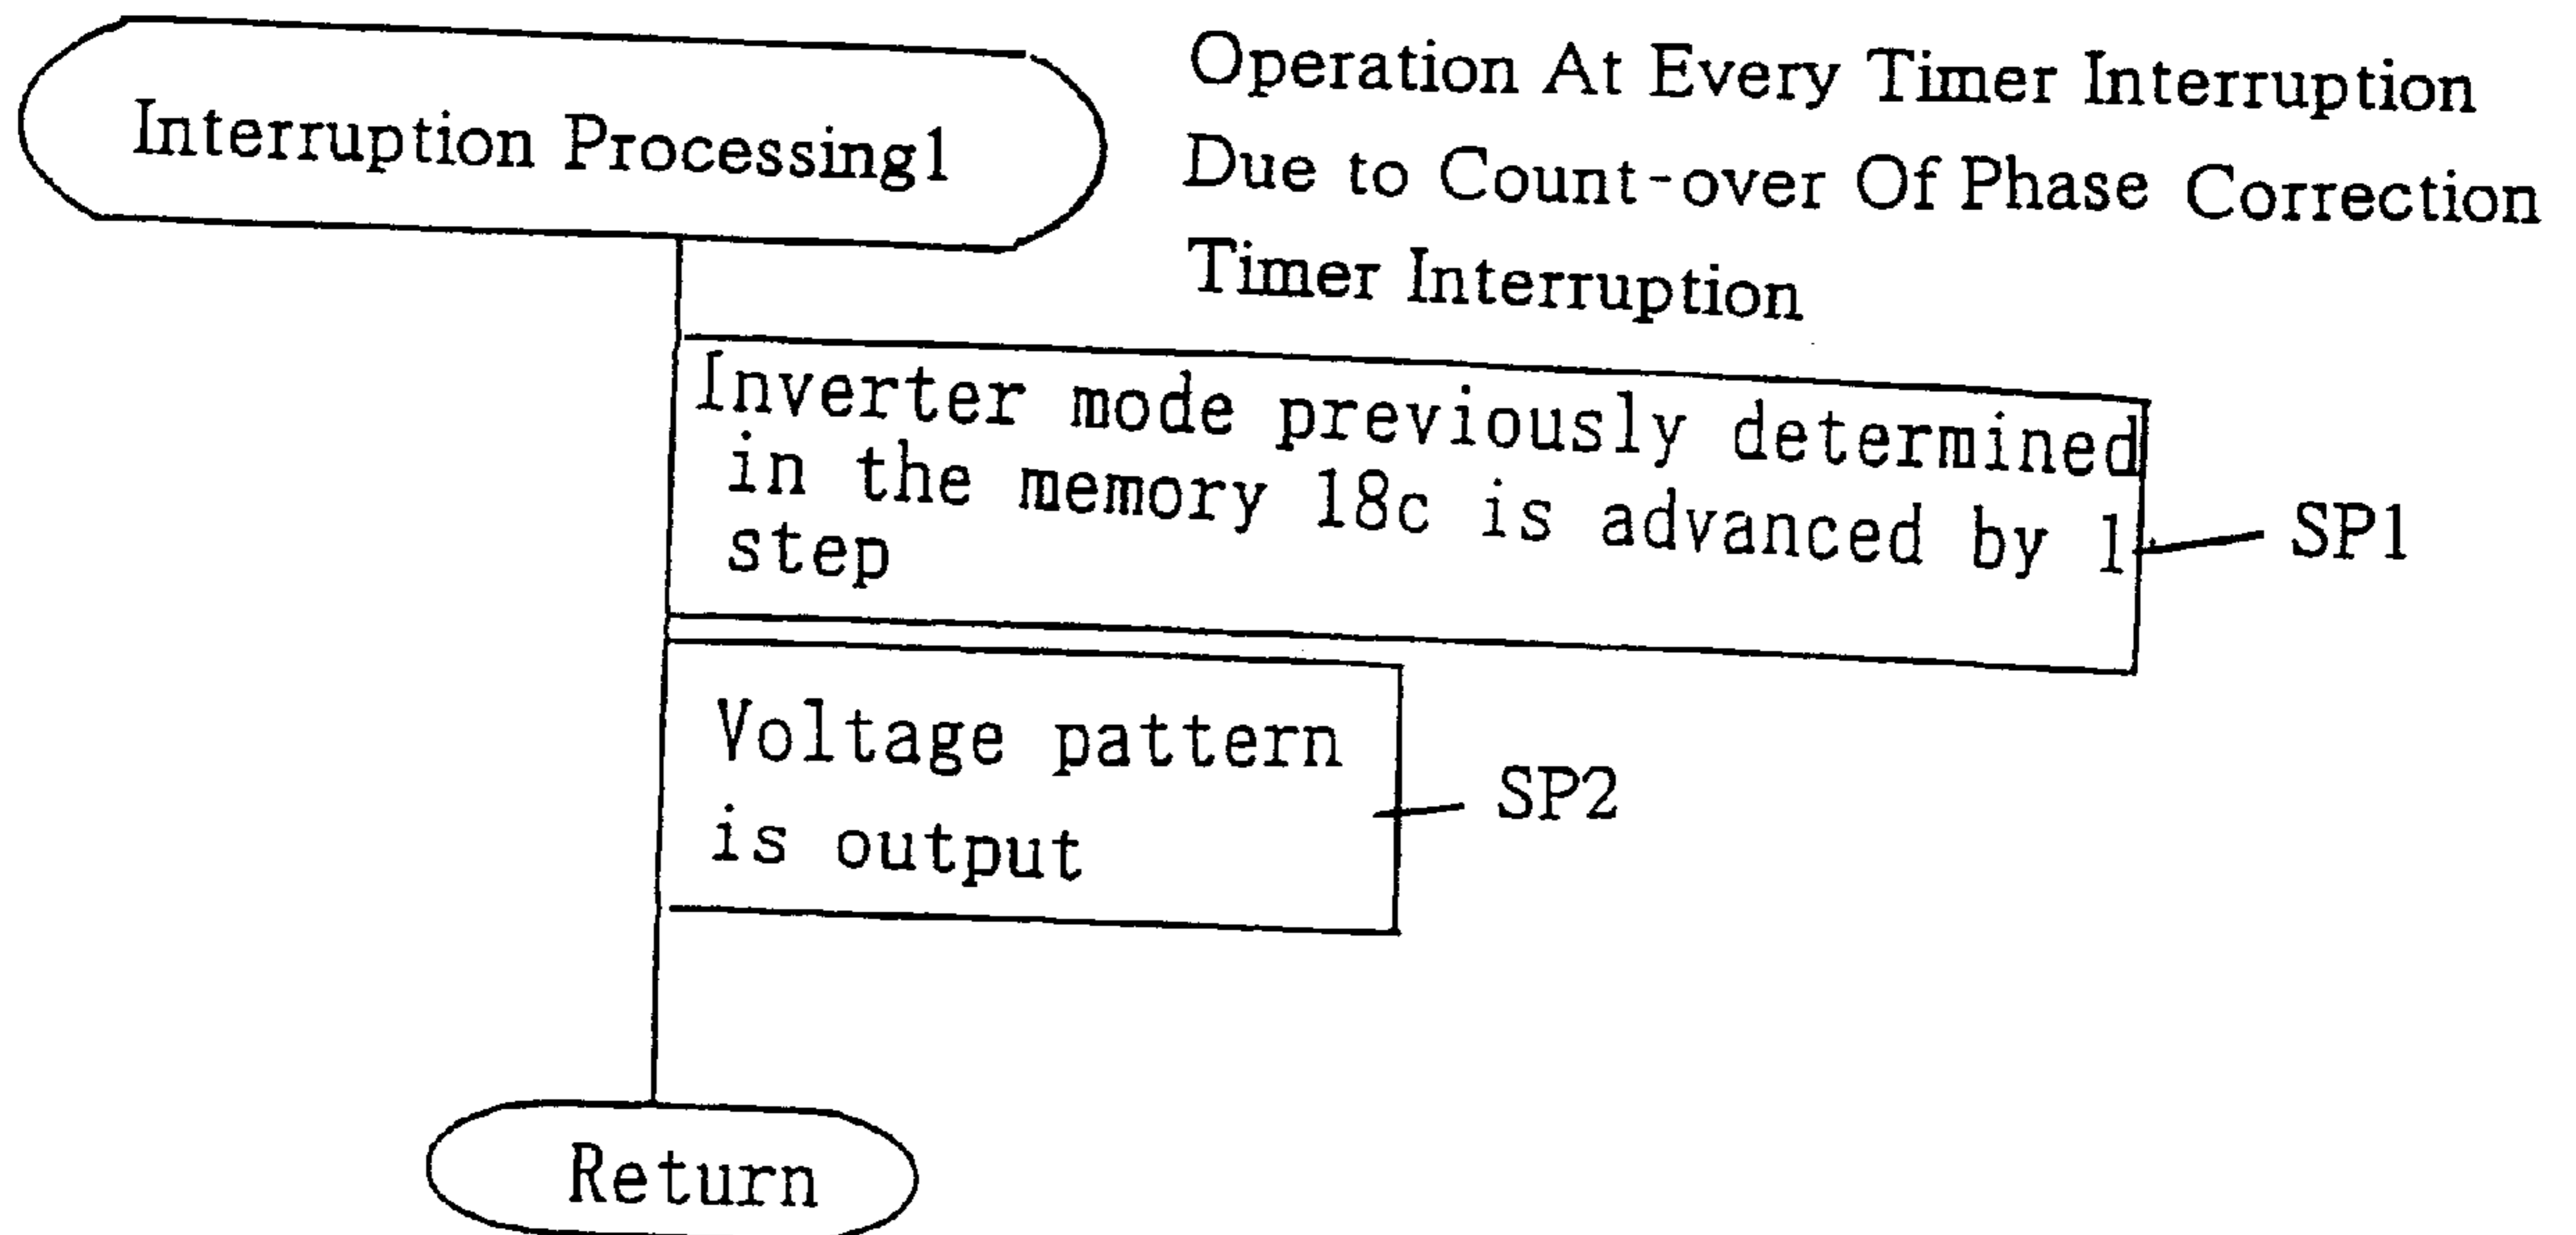 Interruption Processing1
Operation At Every Timer Interruption
Due to Count-over Of Phase Correction
Timer Interruption
Inverter mode previously determined
in the memory 18c is advanced by 1
step
SP1
Voltage pattern
is output
SP2
Return